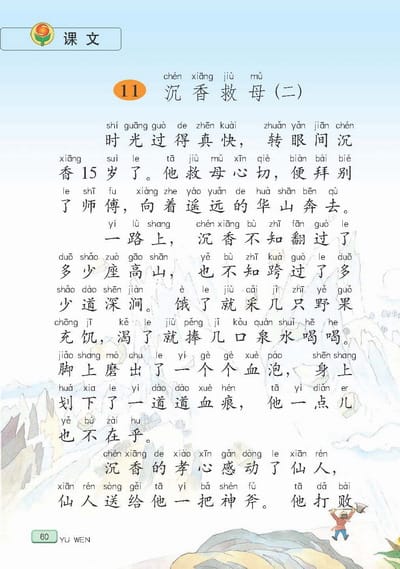 课文
chén xiāng jiù mǔ
11 沉香救母(二)
shí guāng guò de zhēn kuài zhuǎn yǎn jiān chén
时光过得真快，转眼间沉
xiāng suì le tā jiù mǔ xīn qiè biàn bài bié
香15岁了。他救母心切，便拜别
le shī fu xiàng zhe yáo yuǎn de huà shān bēn qù
了师傅，向着遥远的华山奔去。
yí lù shang chén xiāng bù zhī fān guò le
一路上，沉香不知翻过了
duō shǎo zuò gāo shān yě bù zhī kuà guò le duō
多少座高山，也不知跨过了多
shǎo dào shēn jiàn è le jiù cǎi jǐ zhī yě guǒ
少道深涧。饿了就采几只野果
chōng jī kě le jiù pěng jǐ kǒu quán shuǐ hē he
充饥，渴了就捧几口泉水喝喝。
jiǎo shang mó chū le yí gè gè xuè pào shēn shang
脚上磨出了一个个血泡，身上
huá xia le yí dào dào xuè hén tā yì diǎn er
划下了一道道血痕，他一点儿
yě bú zài hu
也不在乎。
chén xiāng de xiào xīn gǎn dòng le xiān rén
沉香的孝心感动了仙人，
xiān rén sòng gěi tā yì bǎ shén fǔ tā dǎ bài
仙人送给他一把神斧。他打败
60
YU WEN